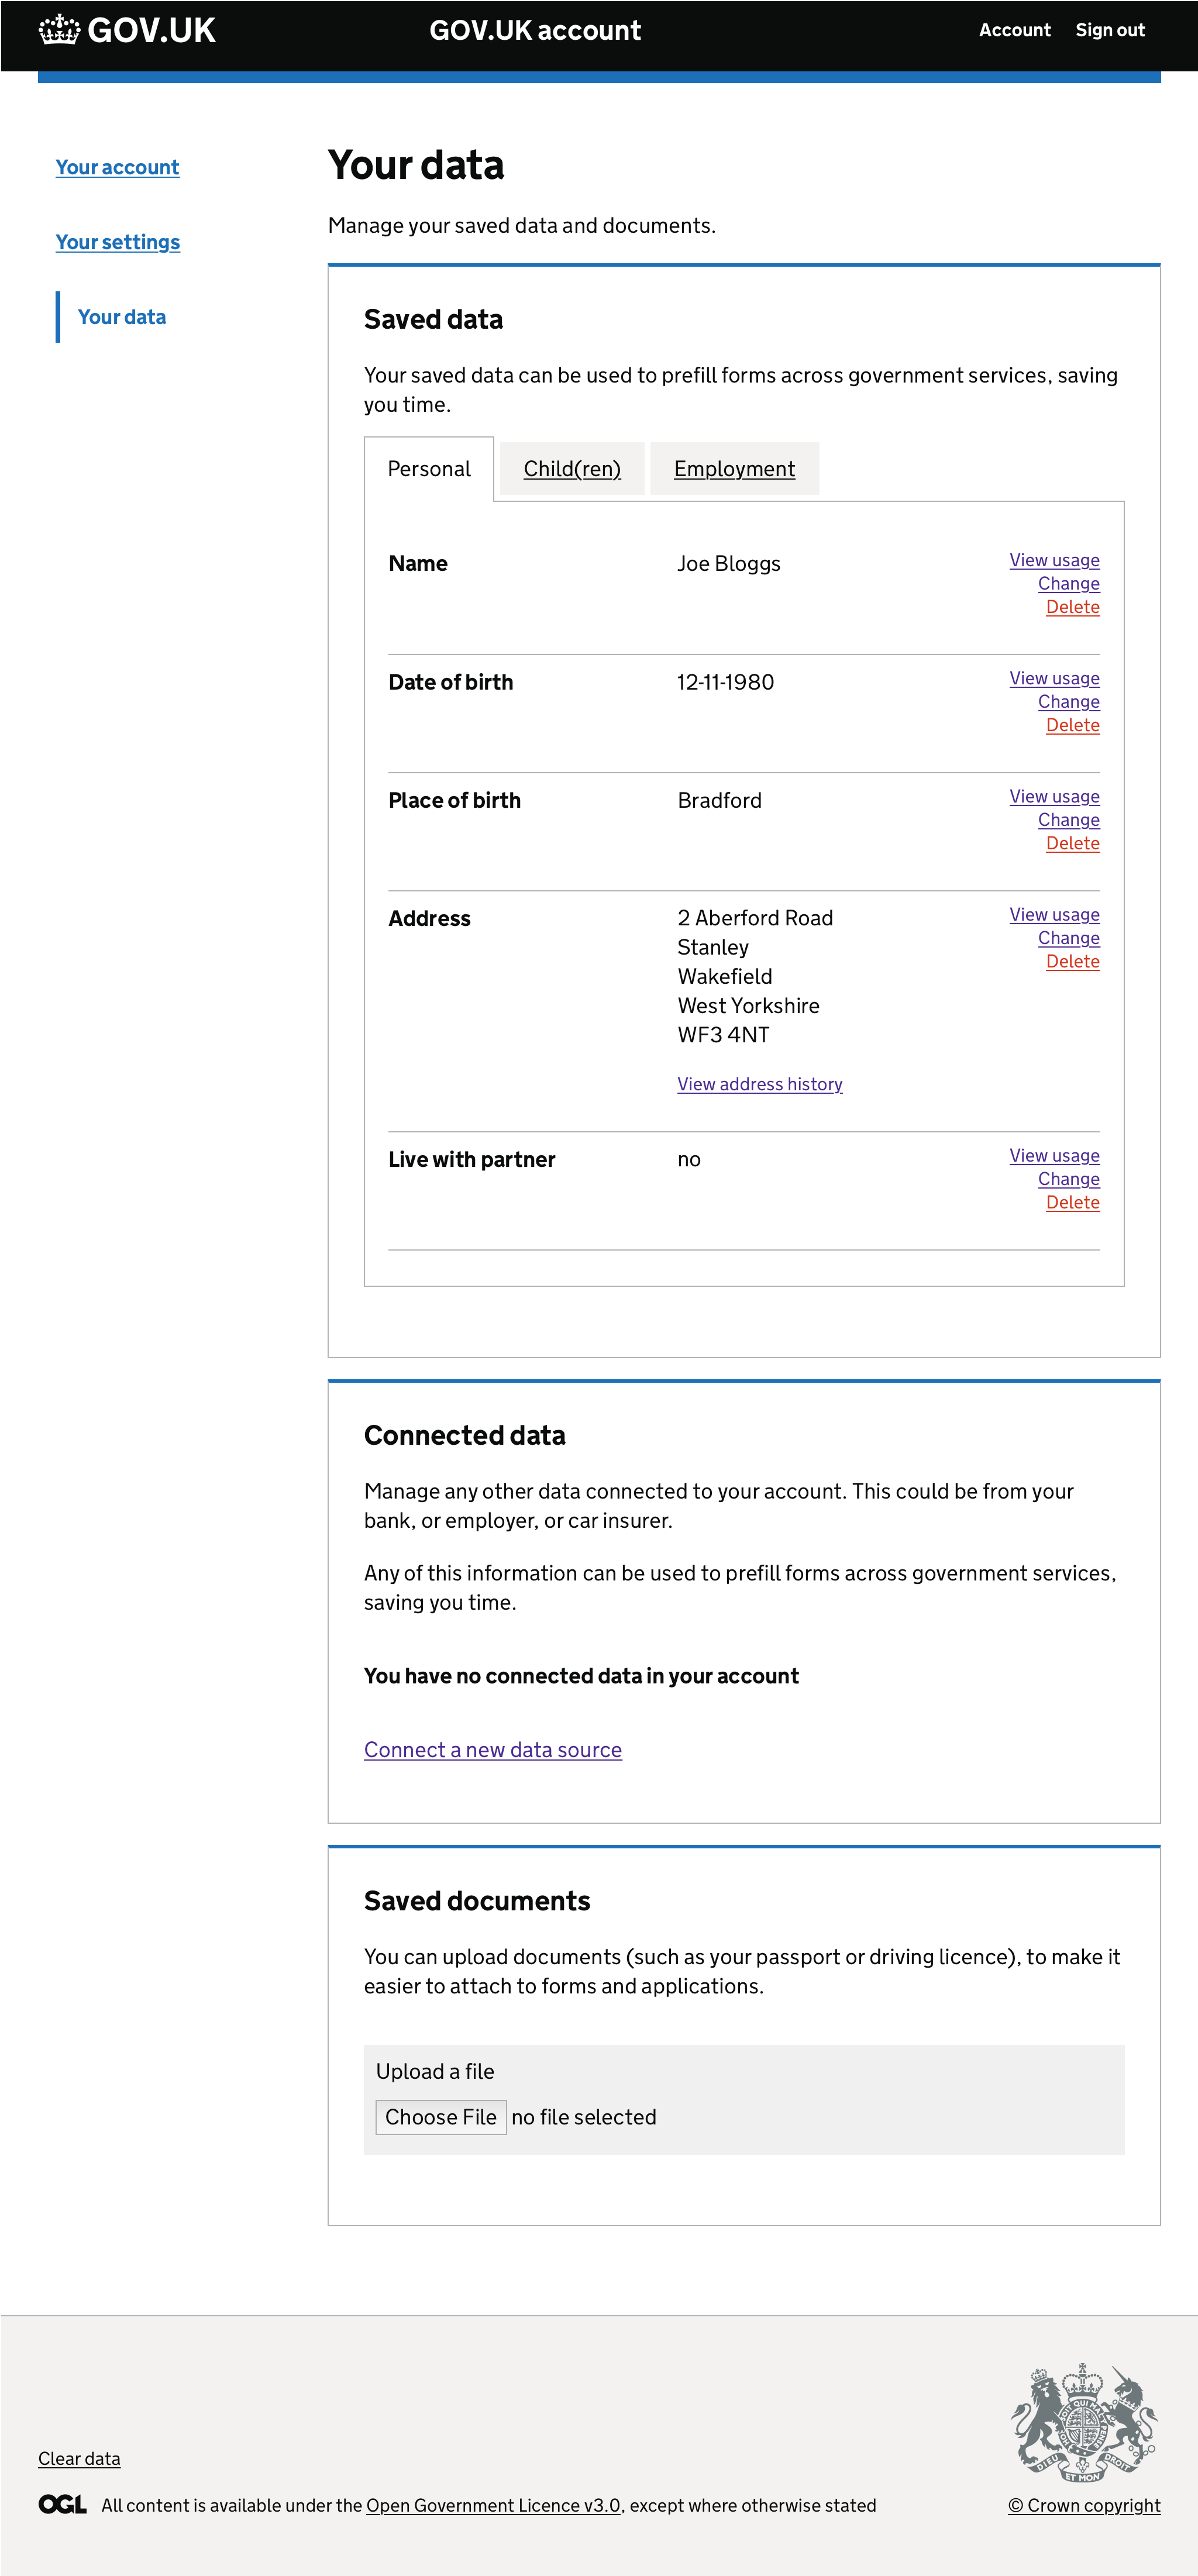 GOV.UK
GOV.UK account
Account
Sign out
Your account
Your settings
Your data
Your data
Manage your saved data and documents.
Saved data
Your saved data can be used to prefill forms across government services, saving
you time.
Personal
Child(ren)
Employment
Name
Joe Bloggs
View usage
Change
Delete
Date of birth
12-11-1980
View usage
Change
Delete
Place of birth
Bradford
View usage
Change
Delete
Address
2 Aberford Road
Stanley
Wakefield
West Yorkshire
WF3 4NT
View address history
View usage
Change
Delete
Live with partner
no
View usage
Change
Delete
Connected data
Manage any other data connected to your account. This could be from your
bank, or employer, or car insurer.
Any of this information can be used to prefill forms across government services,
saving you time.
You have no connected data in your account
Connect a new data source
Saved documents
You can upload documents (such as your passport or driving licence), to make it
easier to attach to forms and applications.
Upload a file
Choose File no file selected
Clear data
OGL All content is available under the Open Government Licence v3.0, except where otherwise stated
DIEU ET MON DROIT
© Crown copyright